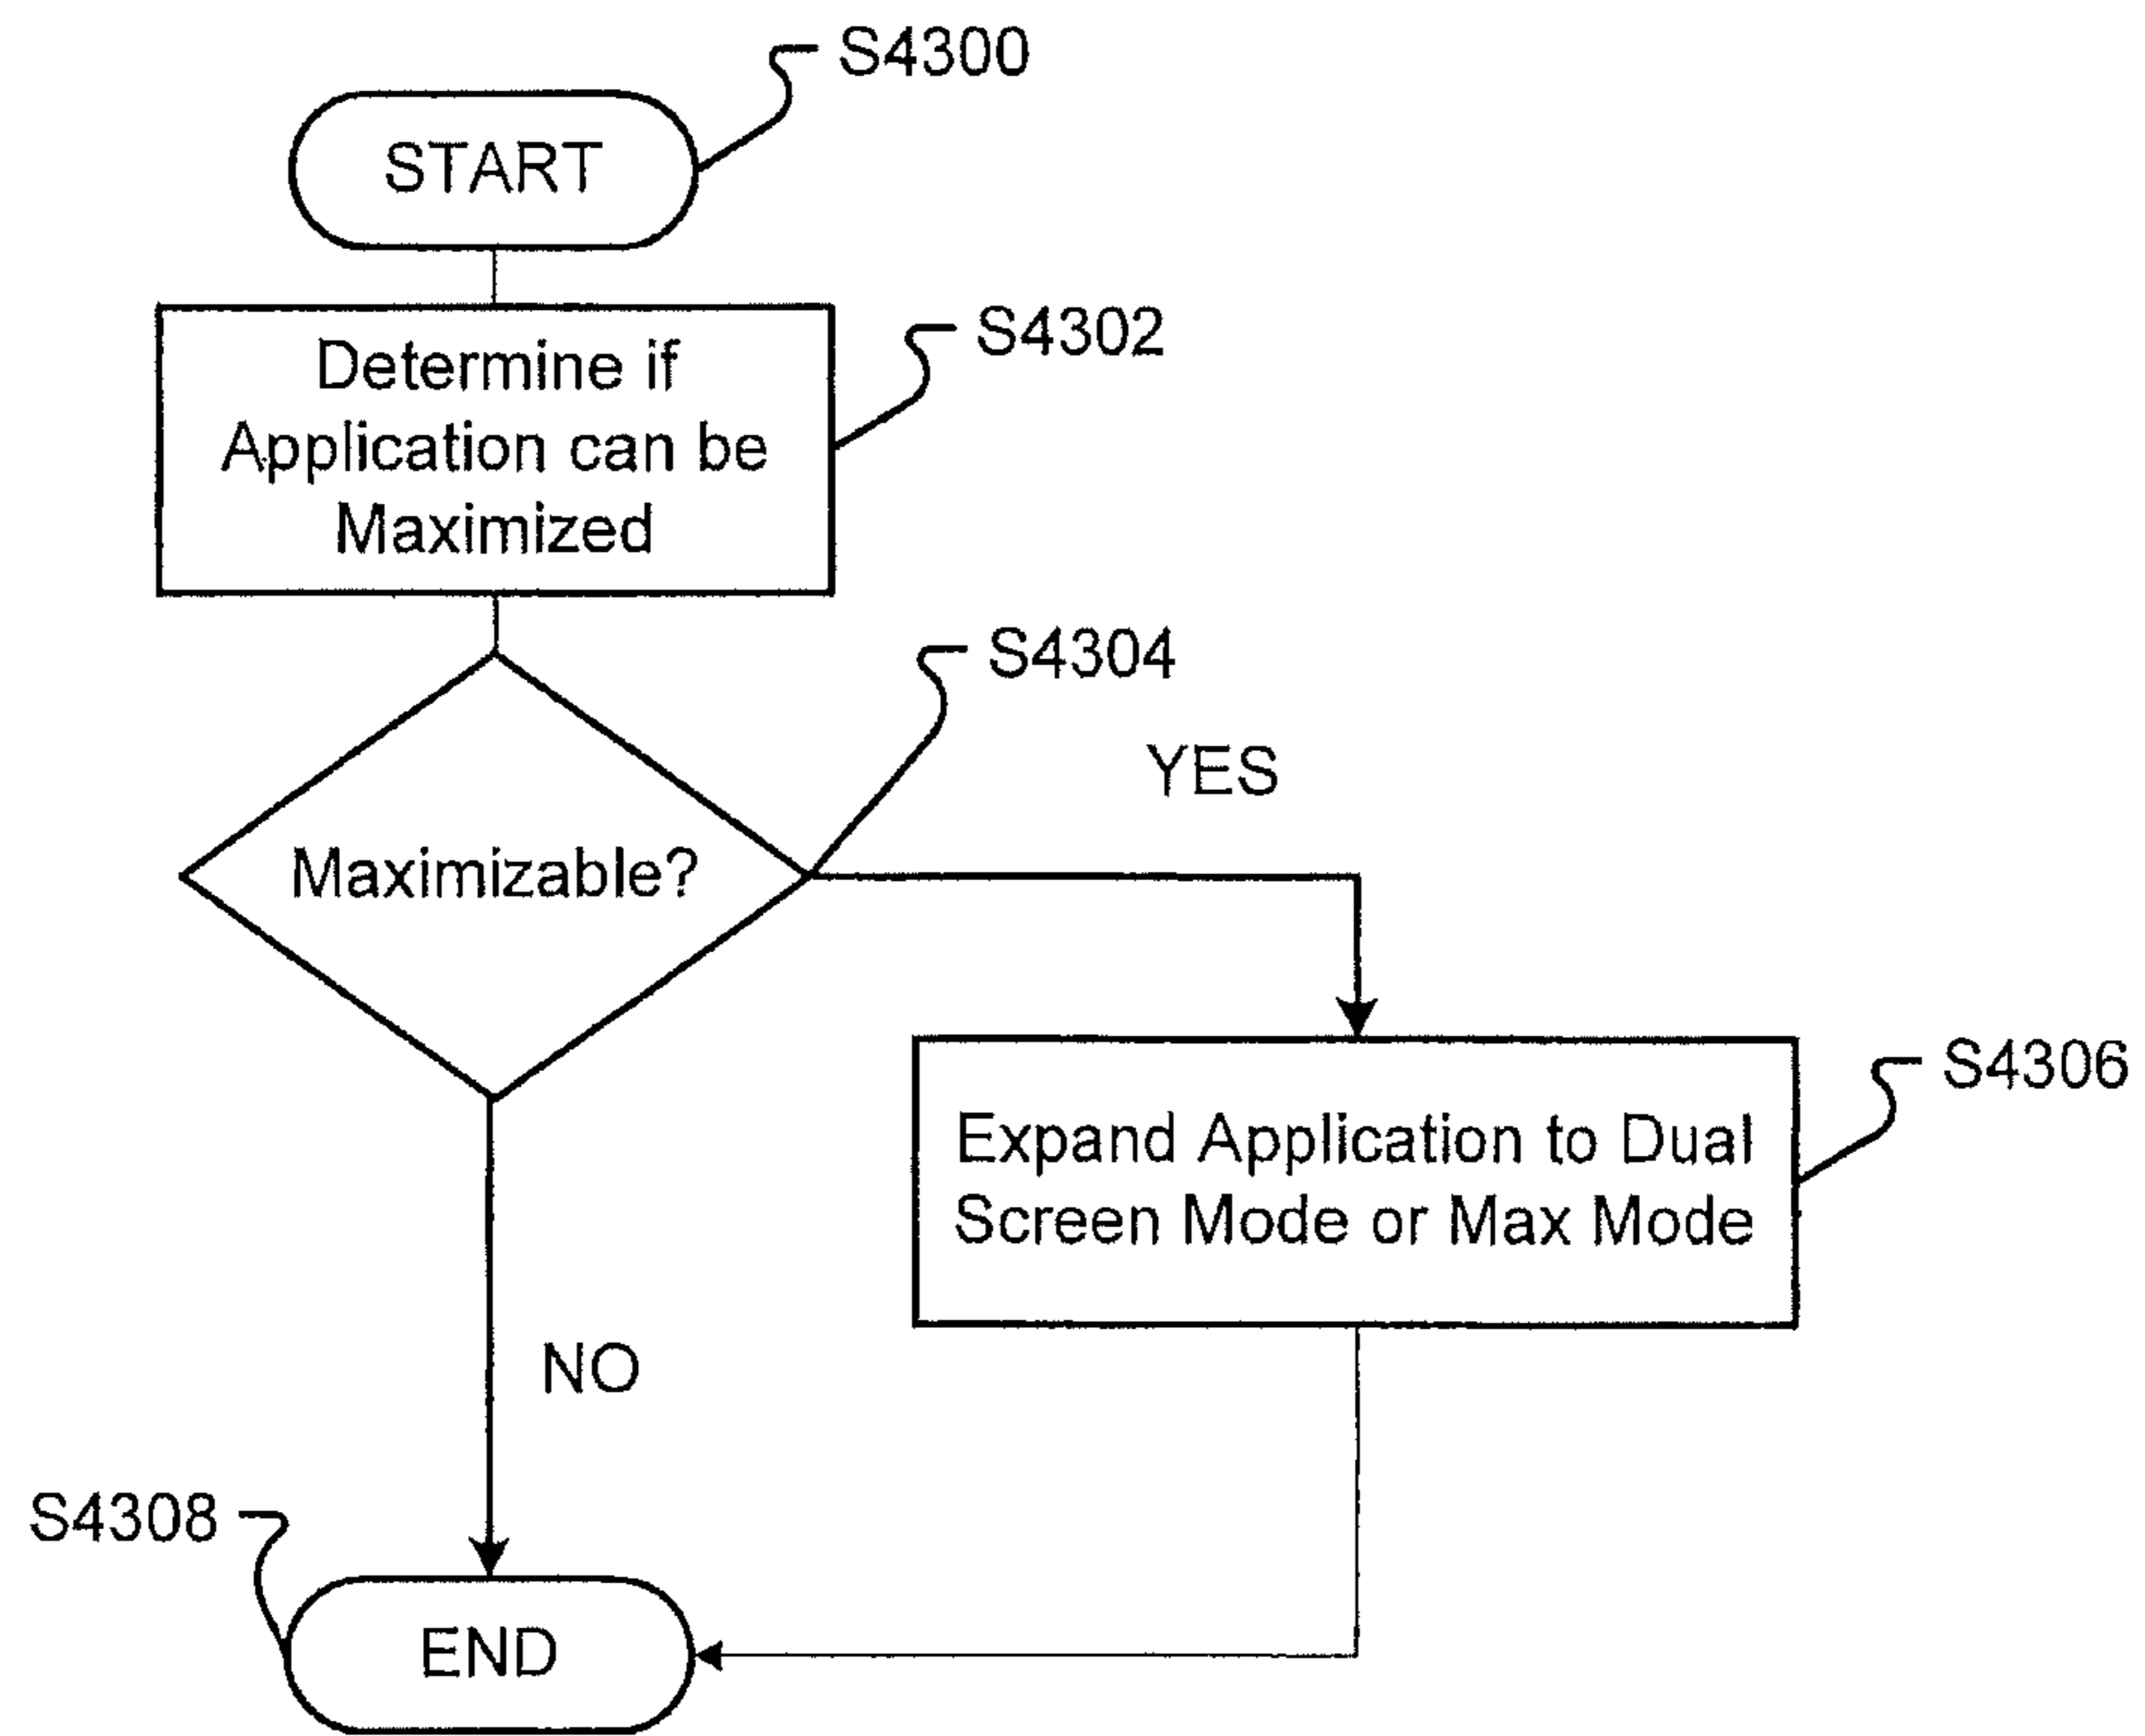 S4300
START
S4302
Determine if
Application can be
Maximized
S4304
YES
Maximizable?
S4306
Expand Application to Dual
Screen Mode or Max Mode
NO
S4308
END